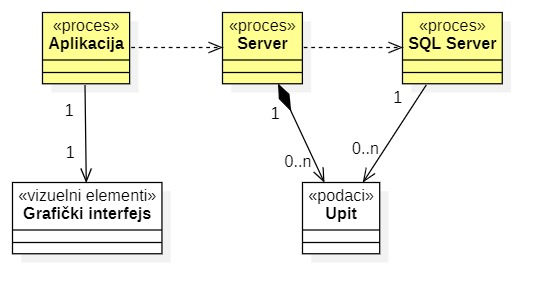 «proces»
Aplikacija
«proces»
Server
«proces»
SQL Server
1
1
1
0..n
1
0..n
«vizuelni elementi»
Grafički interfejs
«podaci»
Upit